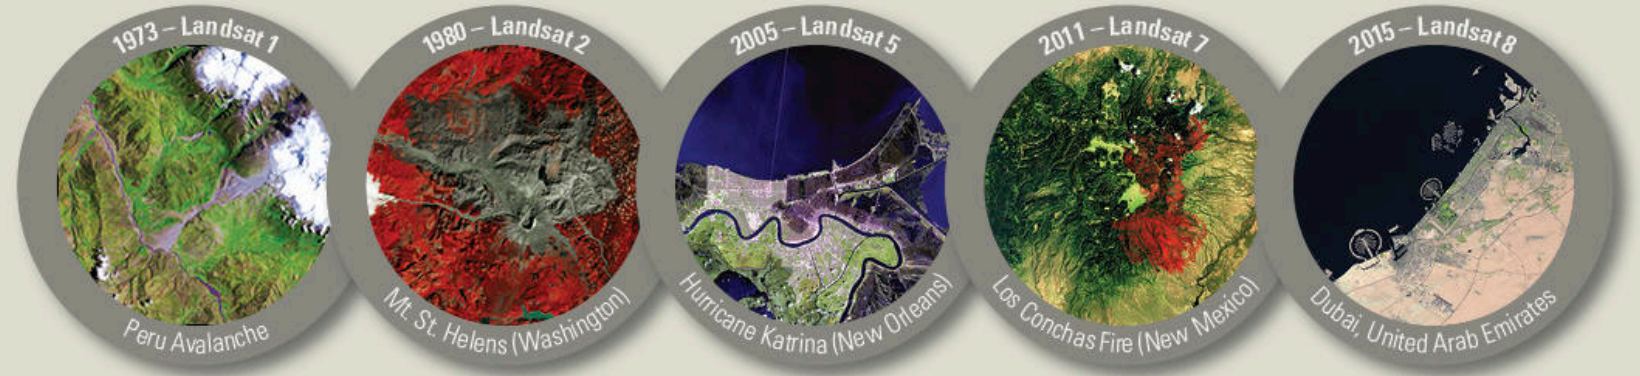 1973 – Landsat 1
Peru Avalanche
1980 – Landsat 2
Mt. St. Helens (Washington)
2005 – Landsat 5
Hurricane Katrina (New Orleans)
2011 – Landsat 7
Los Conchas Fire (New Mexico)
2015 – Landsat 8
Dubai, United Arab Emirates